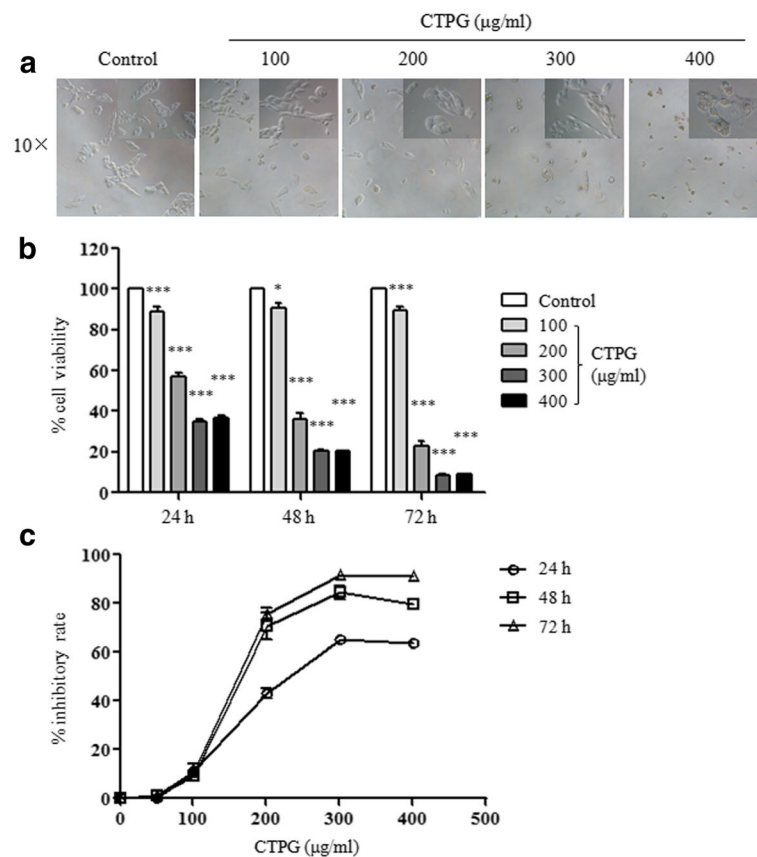 CTPG (μg/ml)
a Control 100 200 300 400
10×
b
120
100
80
60
40
20
0
% cell viability
*** *** *** ***
* *** *** ***
*** *** *** ***
24 h 48 h 72 h
Control
100
200
300
400
CTPG
(μg/ml)
c
100
80
60
40
20
0
% inhibitory rate
0 100 200 300 400 500
CTPG (μg/ml)
24 h
48 h
72 h